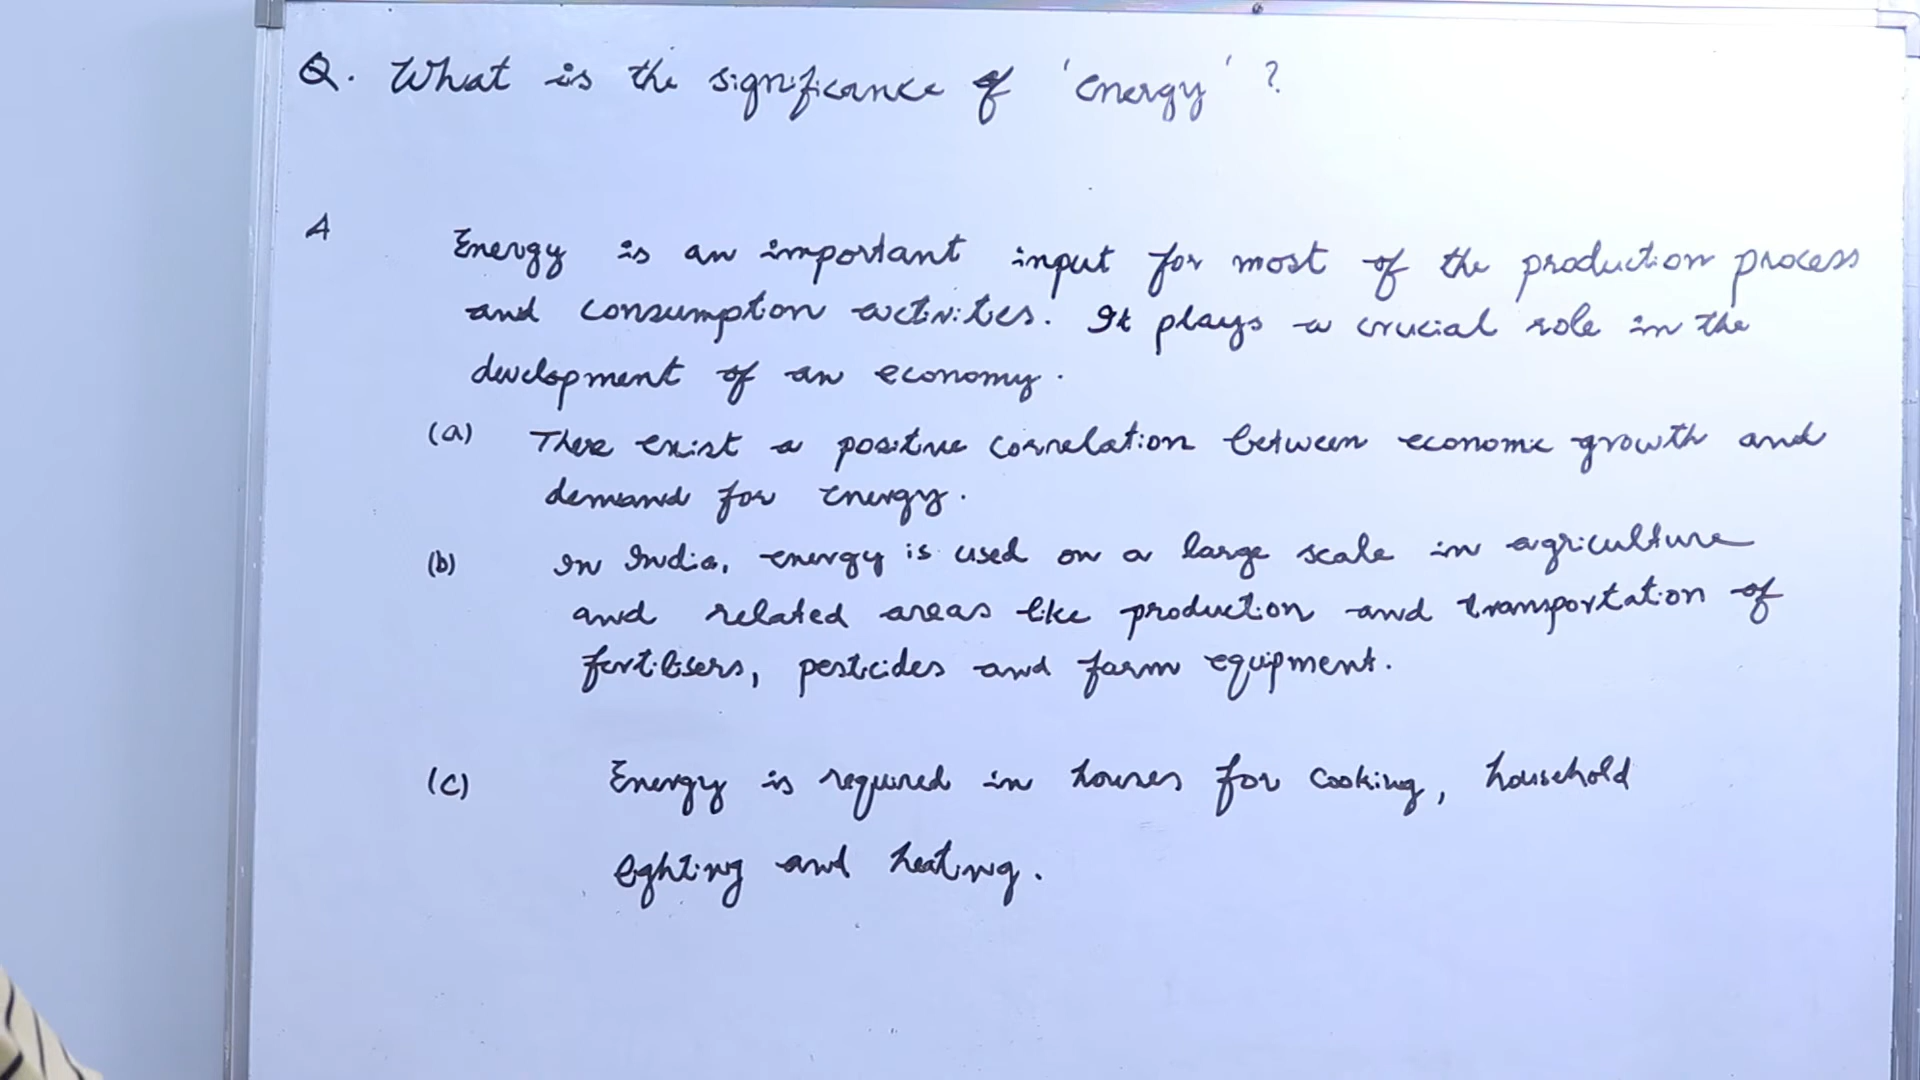 Q. What is the significance of 'energy' ?
A Energy is an important input for most of the production process
and consumption activities. It plays a crucial role in the
development of an economy.
(a) There exist a positive correlation between economic growth and
demand for energy.
(b) In India, energy is used on a large scale in agriculture
and related areas like production and transportation of
fertilisers, pesticides and farm equipment.
(c) Energy is required in houses for cooking, household
lighting and heating.